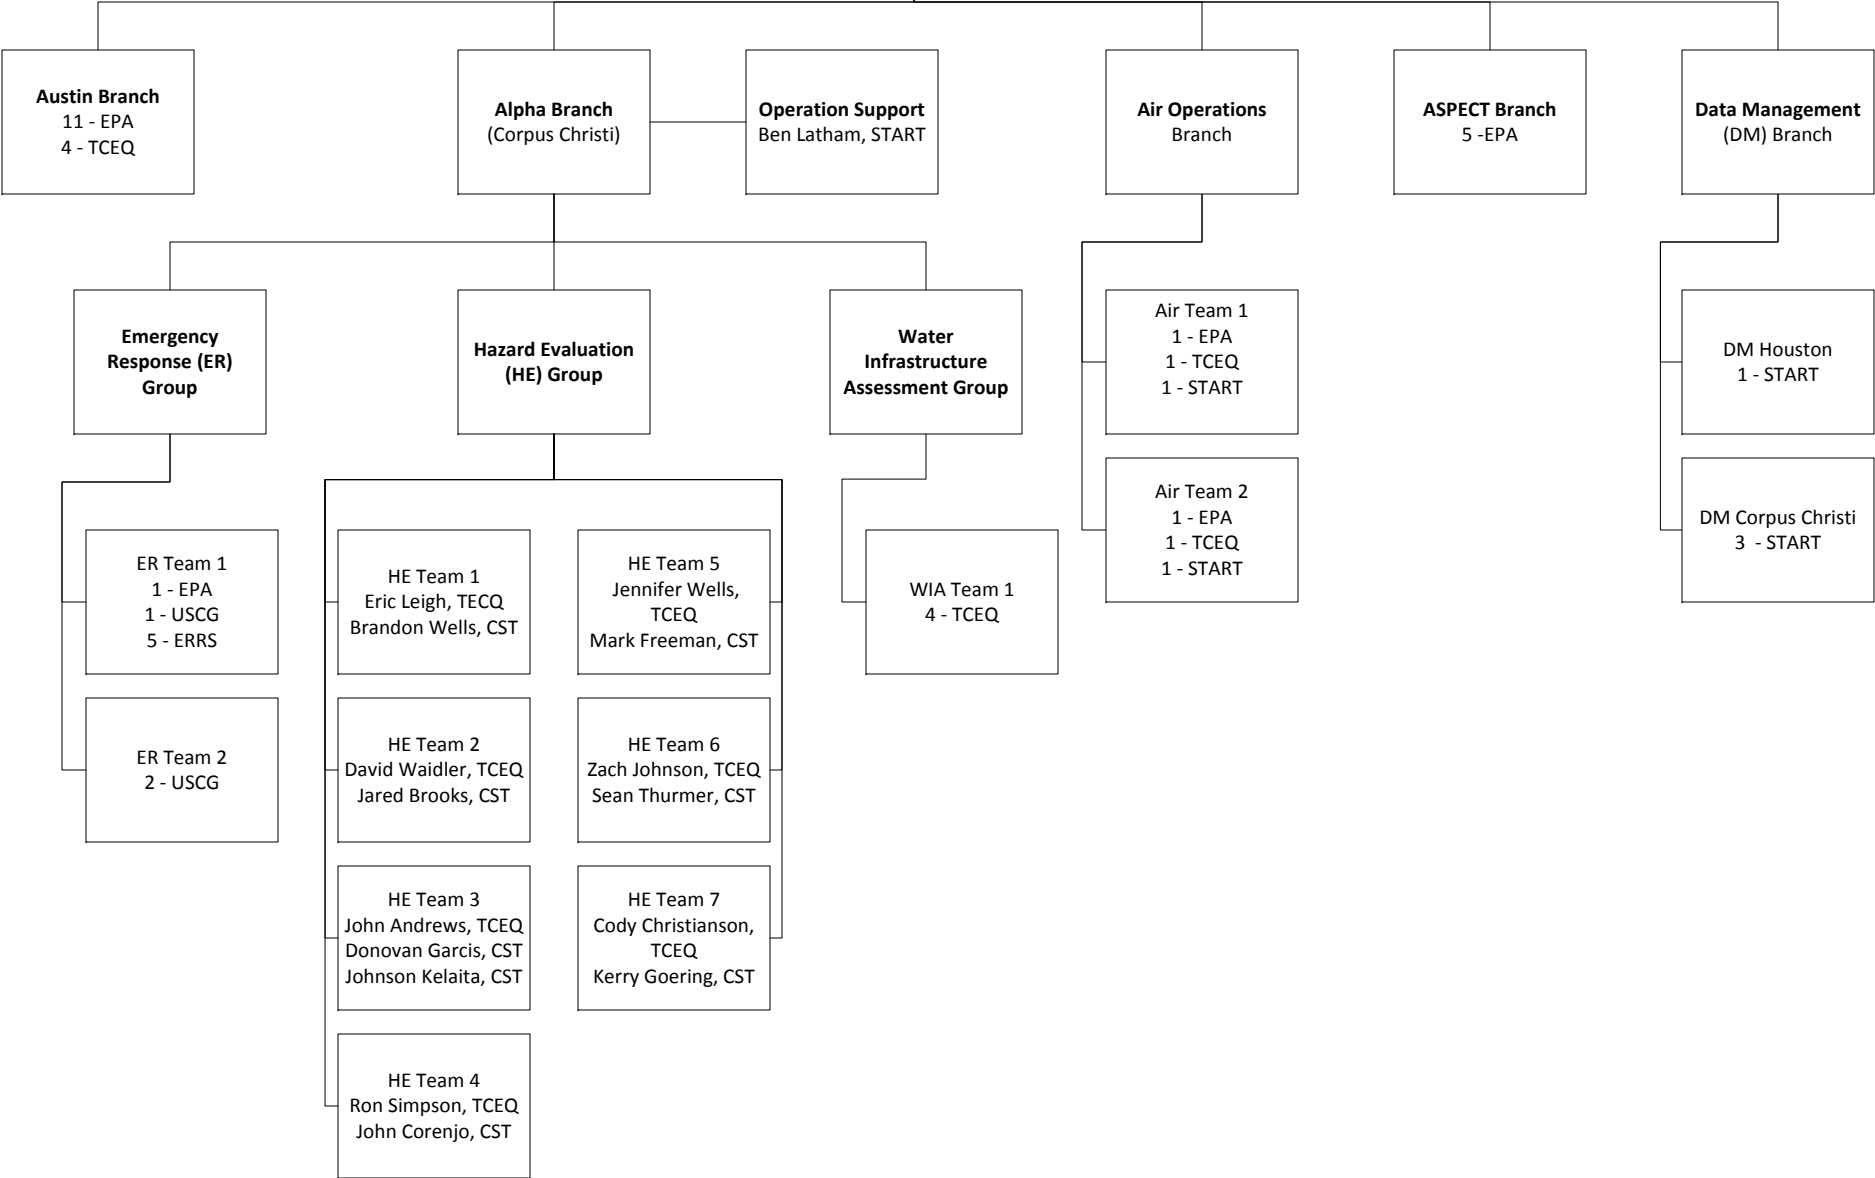 Austin Branch
11 - EPA
4 - TCEQ
Alpha Branch
(Corpus Christi)
Operation Support
Ben Latham, START
Air Operations
Branch
ASPECT Branch
5 -EPA
Data Management
(DM) Branch
Emergency
Response (ER)
Group
Hazard Evaluation
(HE) Group
Water
Infrastructure
Assessment Group
Air Team 1
1 - EPA
1 - TCEQ
1 - START
DM Houston
1 - START
Air Team 2
1 - EPA
1 - TCEQ
1 - START
DM Corpus Christi
3 - START
ER Team 1
1 - EPA
1 - USCG
5 - ERRS
HE Team 1
Eric Leigh, TECQ
Brandon Wells, CST
HE Team 5
Jennifer Wells,
TCEQ
Mark Freeman, CST
WIA Team 1
4 - TCEQ
ER Team 2
2 - USCG
HE Team 2
David Waidler, TCEQ
Jared Brooks, CST
HE Team 6
Zach Johnson, TCEQ
Sean Thurmer, CST
HE Team 3
John Andrews, TCEQ
Donovan Garcis, CST
Johnson Kelaita, CST
HE Team 7
Cody Christianson,
TCEQ
Kerry Goering, CST
HE Team 4
Ron Simpson, TCEQ
John Corenjo, CST